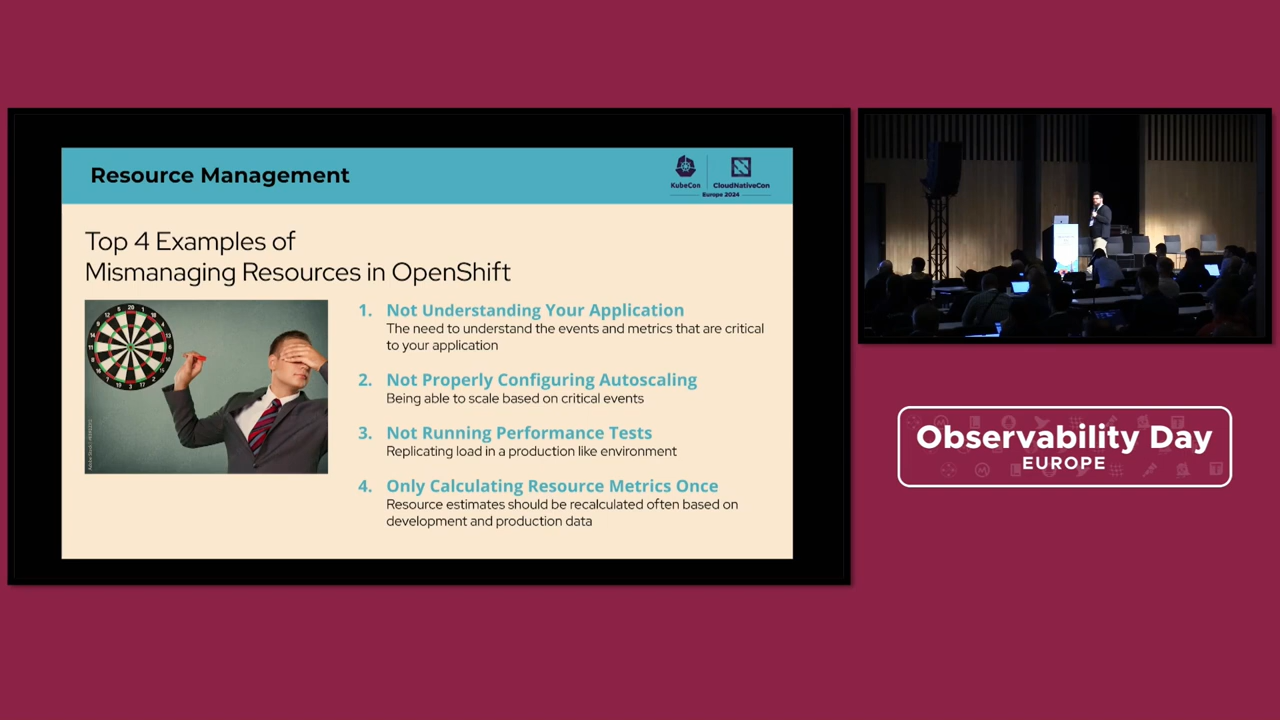 Resource Management
KubeCon
CloudNativeCon
Europe 2024
Top 4 Examples of
Mismanaging Resources in OpenShift
1. Not Understanding Your Application
The need to understand the events and metrics that are critical
to your application
2. Not Properly Configuring Autoscaling
Being able to scale based on critical events
3. Not Running Performance Tests
Replicating load in a production like environment
4. Only Calculating Resource Metrics Once
Resource estimates should be recalculated often based on
development and production data
Observability Day
EUROPE